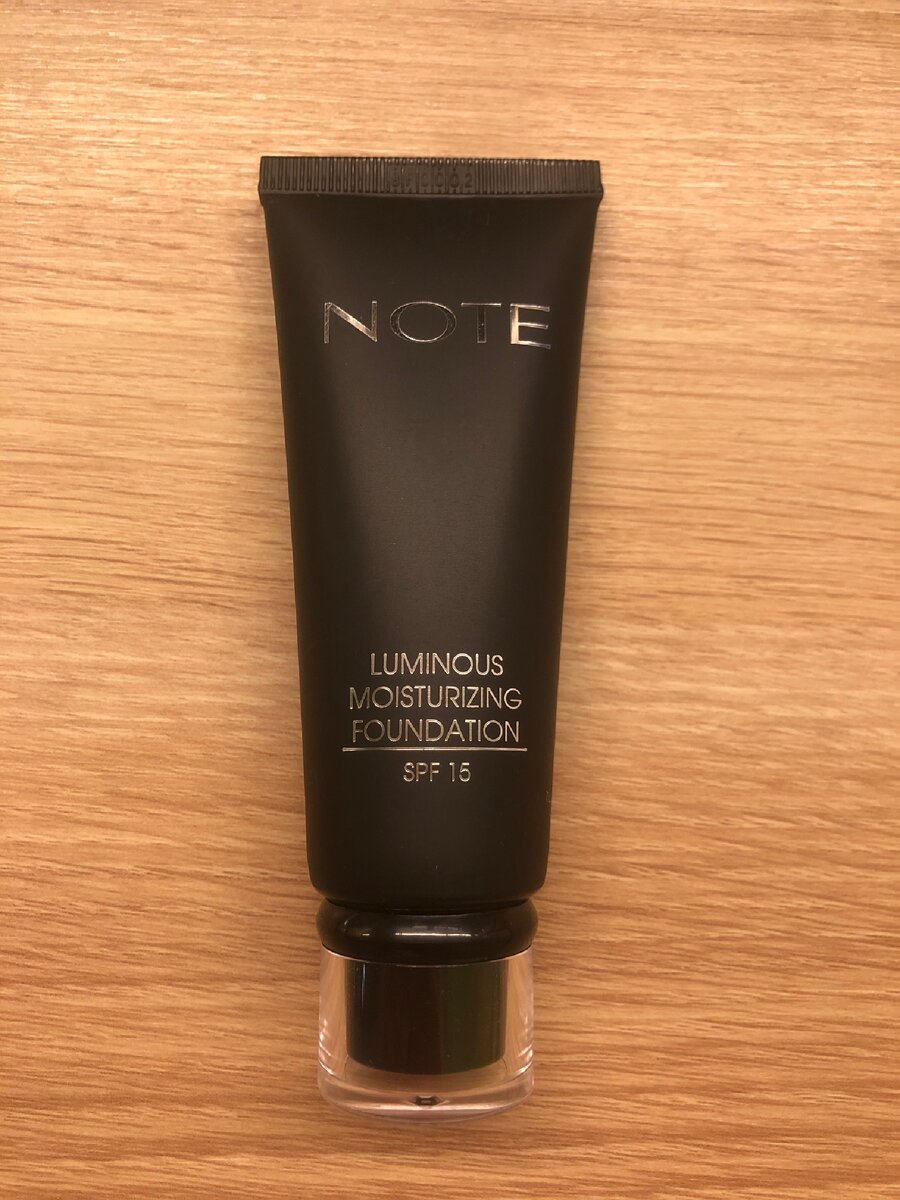 NOTE
LUMINOUS
MOISTURIZING
FOUNDATION
SPF 15